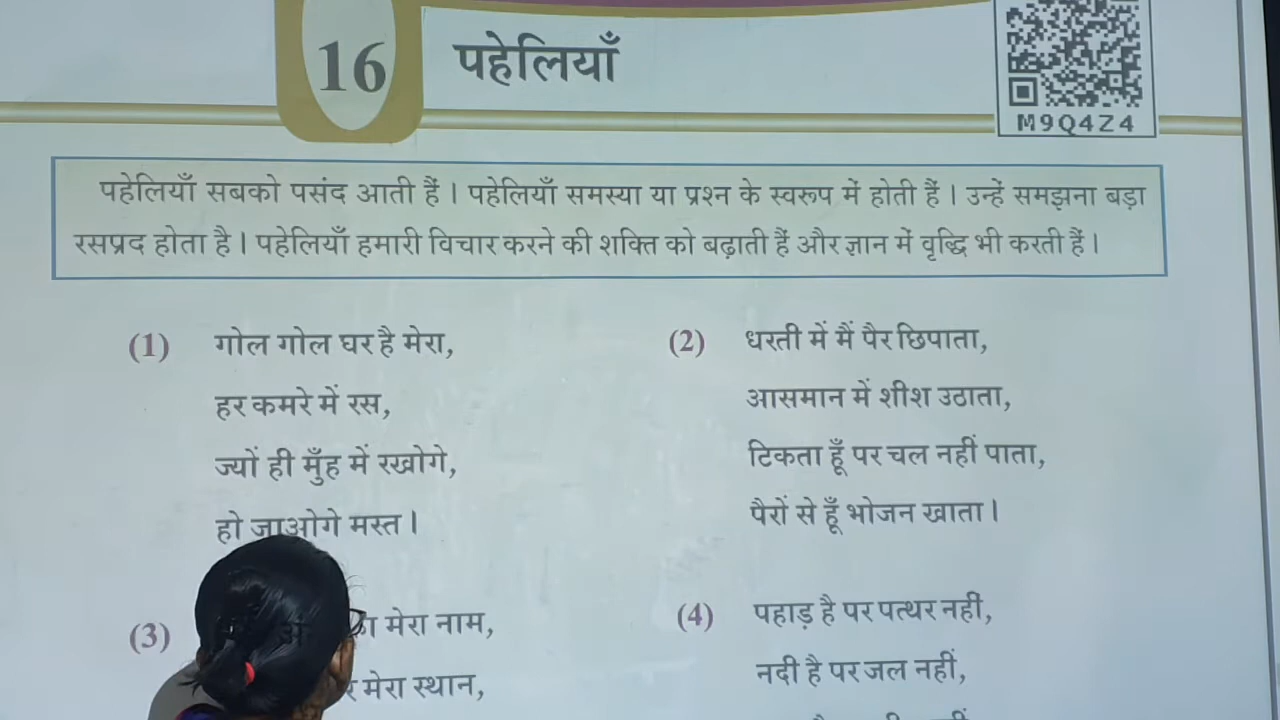 16
पहेलियाँ
M9Q4Z4
पहेलियाँ सबको पसंद आती हैं । पहेलियाँ समस्या या प्रश्न के स्वरूप में होती हैं । उन्हें समझना बड़ा
रसप्रद होता है । पहेलियाँ हमारी विचार करने की शक्ति को बढ़ाती हैं और ज्ञान में वृद्धि भी करती हैं ।
(1) गोल गोल घर है मेरा,
हर कमरे में रस,
ज्यों ही मुँह में रखोगे,
हो जाओगे मस्त ।
(2) धरती में मैं पैर छिपाता,
आसमान में शीश उठाता,
टिकता हूँ पर चल नहीं पाता,
पैरों से हूँ भोजन खाता ।
(3) मेरा नाम,
मेरा स्थान,
(4) पहाड़ है पर पत्थर नहीं,
नदी है पर जल नहीं,